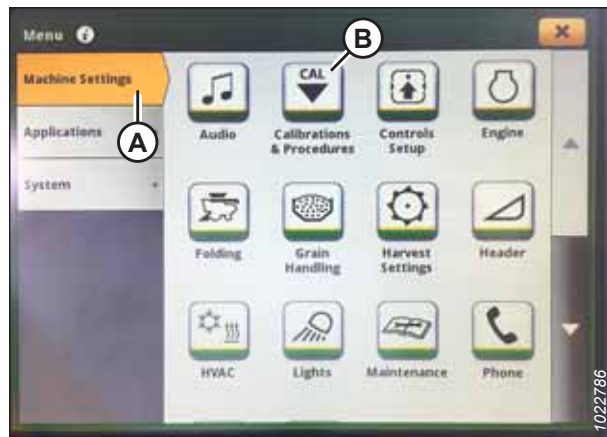 Menu i
B
Machine Settings
CAL
Audio
Calibrations
& Procedures
Controls
Setup
Engine
A
Applications
System +
Folding
Grain
Handling
Harvest
Settings
Header
HVAC
Lights
Maintenance
Phone
1022786